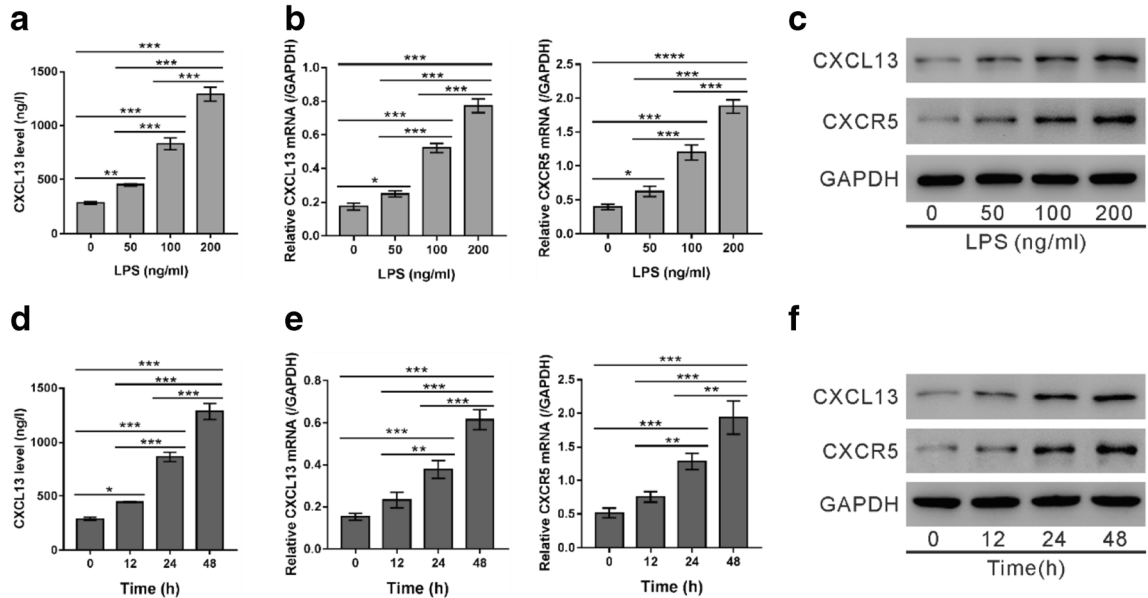 a
***
***
***
***
***
**
CXCL13 level (ng/l)
1500
1000
500
0
0 50 100 200
LPS (ng/ml)
b
***
***
***
***
***
*
Relative CXCL13 mRNA (/GAPDH)
1.0
0.8
0.6
0.4
0.2
0.0
0 50 100 200
LPS (ng/ml)
****
***
***
***
***
*
Relative CXCR5 mRNA (/GAPDH)
2.5
2.0
1.5
1.0
0.5
0.0
0 50 100 200
LPS (ng/ml)
c
CXCL13
CXCR5
GAPDH
0 50 100 200
LPS (ng/ml)
d
***
***
***
***
***
*
CXCL13 level (ng/l)
1500
1000
500
0
0 12 24 48
Time (h)
e
***
***
***
***
**
Relative CXCL13 mRNA (/GAPDH)
0.8
0.6
0.4
0.2
0.0
0 12 24 48
Time (h)
***
***
**
***
**
Relative CXCR5 mRNA (/GAPDH)
2.5
2.0
1.5
1.0
0.5
0.0
0 12 24 48
Time (h)
f
CXCL13
CXCR5
GAPDH
0 12 24 48
Time(h)